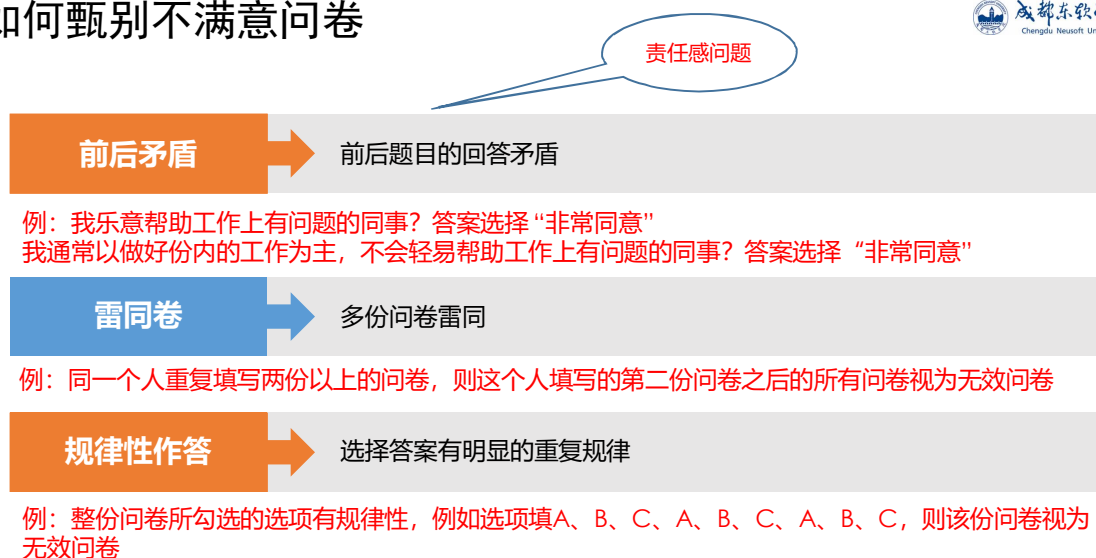 如何甄别不满意问卷
成都东软
Chengdu Neusoft Un
责任感问题
前后矛盾
前后题目的回答矛盾
例：我乐意帮助工作上有问题的同事？答案选择 “非常同意”
我通常以做好份内的工作为主，不会轻易帮助工作上有问题的同事？答案选择 “非常同意”
雷同卷
多份问卷雷同
例：同一个人重复填写两份以上的问卷，则这个人填写的第二份问卷之后的所有问卷视为无效问卷
规律性作答
选择答案有明显的重复规律
例：整份问卷所勾选的选项有规律性，例如选项填A、B、C、A、B、C、A、B、C，则该份问卷视为
无效问卷